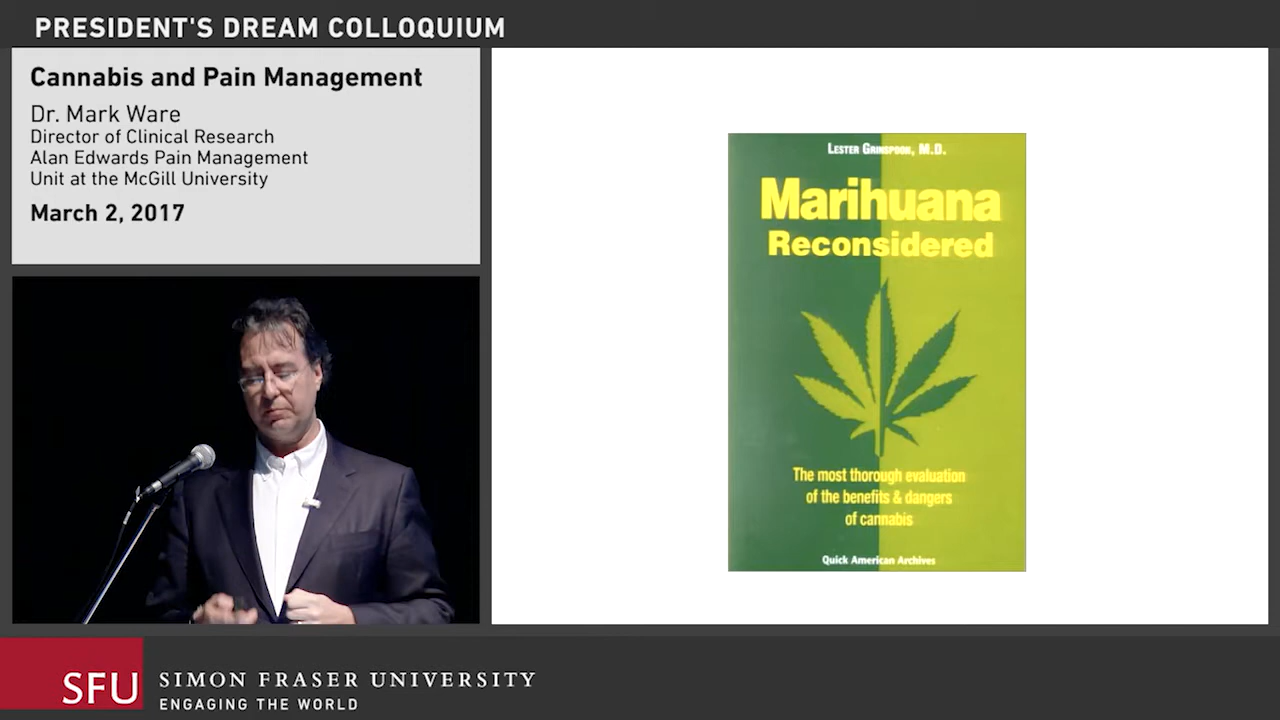 PRESIDENT'S DREAM COLLOQUIUM
Cannabis and Pain Management
Dr. Mark Ware
Director of Clinical Research
Alan Edwards Pain Management
Unit at the McGill University
March 2, 2017
LESTER GRINSPOON, M.D.
Marihuana
Reconsidered
The most thorough evaluation
of the benefits & dangers
of cannabis
Quick American Archives
SFU
SIMON FRASER UNIVERSITY
ENGAGING THE WORLD